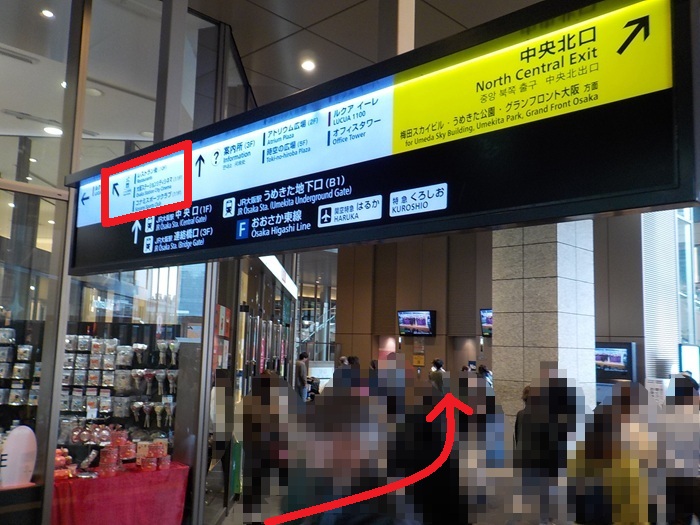 中央北口
North Central Exit
중앙 북쪽 출구 中央北出口
梅田スカイビル・うめきた公園・グランフロント大阪 方面
for Umeda Sky Building, Umekita Park, Grand Front Osaka
? 案内所 (3F)
Information
アトリウム広場 (2F)
Atrium Plaza
時空の広場 (5F)
Toki-no-hiroba Plaza
ルクア イーレ
LUCUA 1100
オフィスタワー
Office Tower
JR大阪駅 中央口 (1F)
JR Osaka Sta. (Central Gate)
JR大阪駅 連絡橋口 (3F)
JR Osaka Sta. (Bridge Gate)
JR大阪駅 うめきた地下口 (B1)
JR Osaka Sta. (Umekita Underground Gate)
F おおさか東線
Osaka Higashi Line
関空特急 はるか
HARUKA
特急 くろしお
KUROSHIO